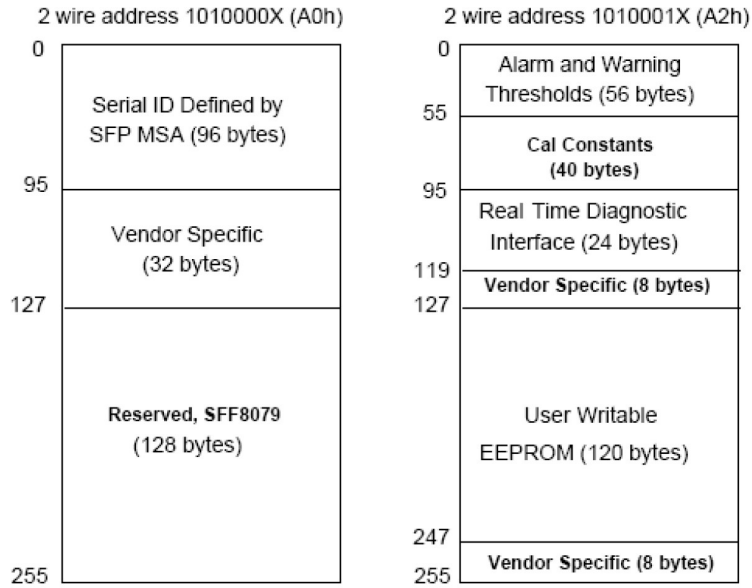 2 wire address 1010000X (A0h)
0
Serial ID Defined by
SFP MSA (96 bytes)
95
Vendor Specific
(32 bytes)
127
Reserved, SFF8079
(128 bytes)
255
2 wire address 1010001X (A2h)
0
Alarm and Warning
Thresholds (56 bytes)
55
Cal Constants
(40 bytes)
95
Real Time Diagnostic
Interface (24 bytes)
119
Vendor Specific (8 bytes)
127
User Writable
EEPROM (120 bytes)
247
Vendor Specific (8 bytes)
255